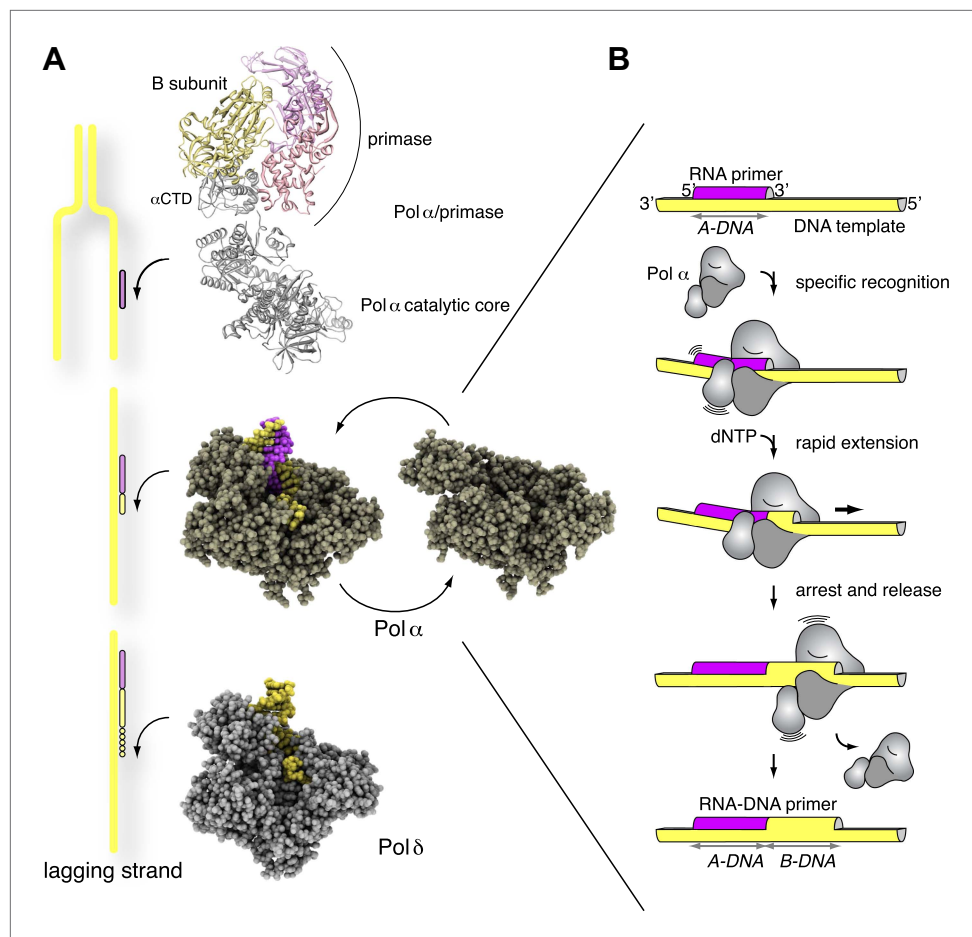 A
B subunit
primase
αCTD
Pol α/primase
Pol α catalytic core
Pol α
Pol δ
lagging strand
B
RNA primer
5’ 3’
3’ 5’
A-DNA DNA template
Pol α
specific recognition
dNTP rapid extension
arrest and release
RNA-DNA primer
A-DNA B-DNA